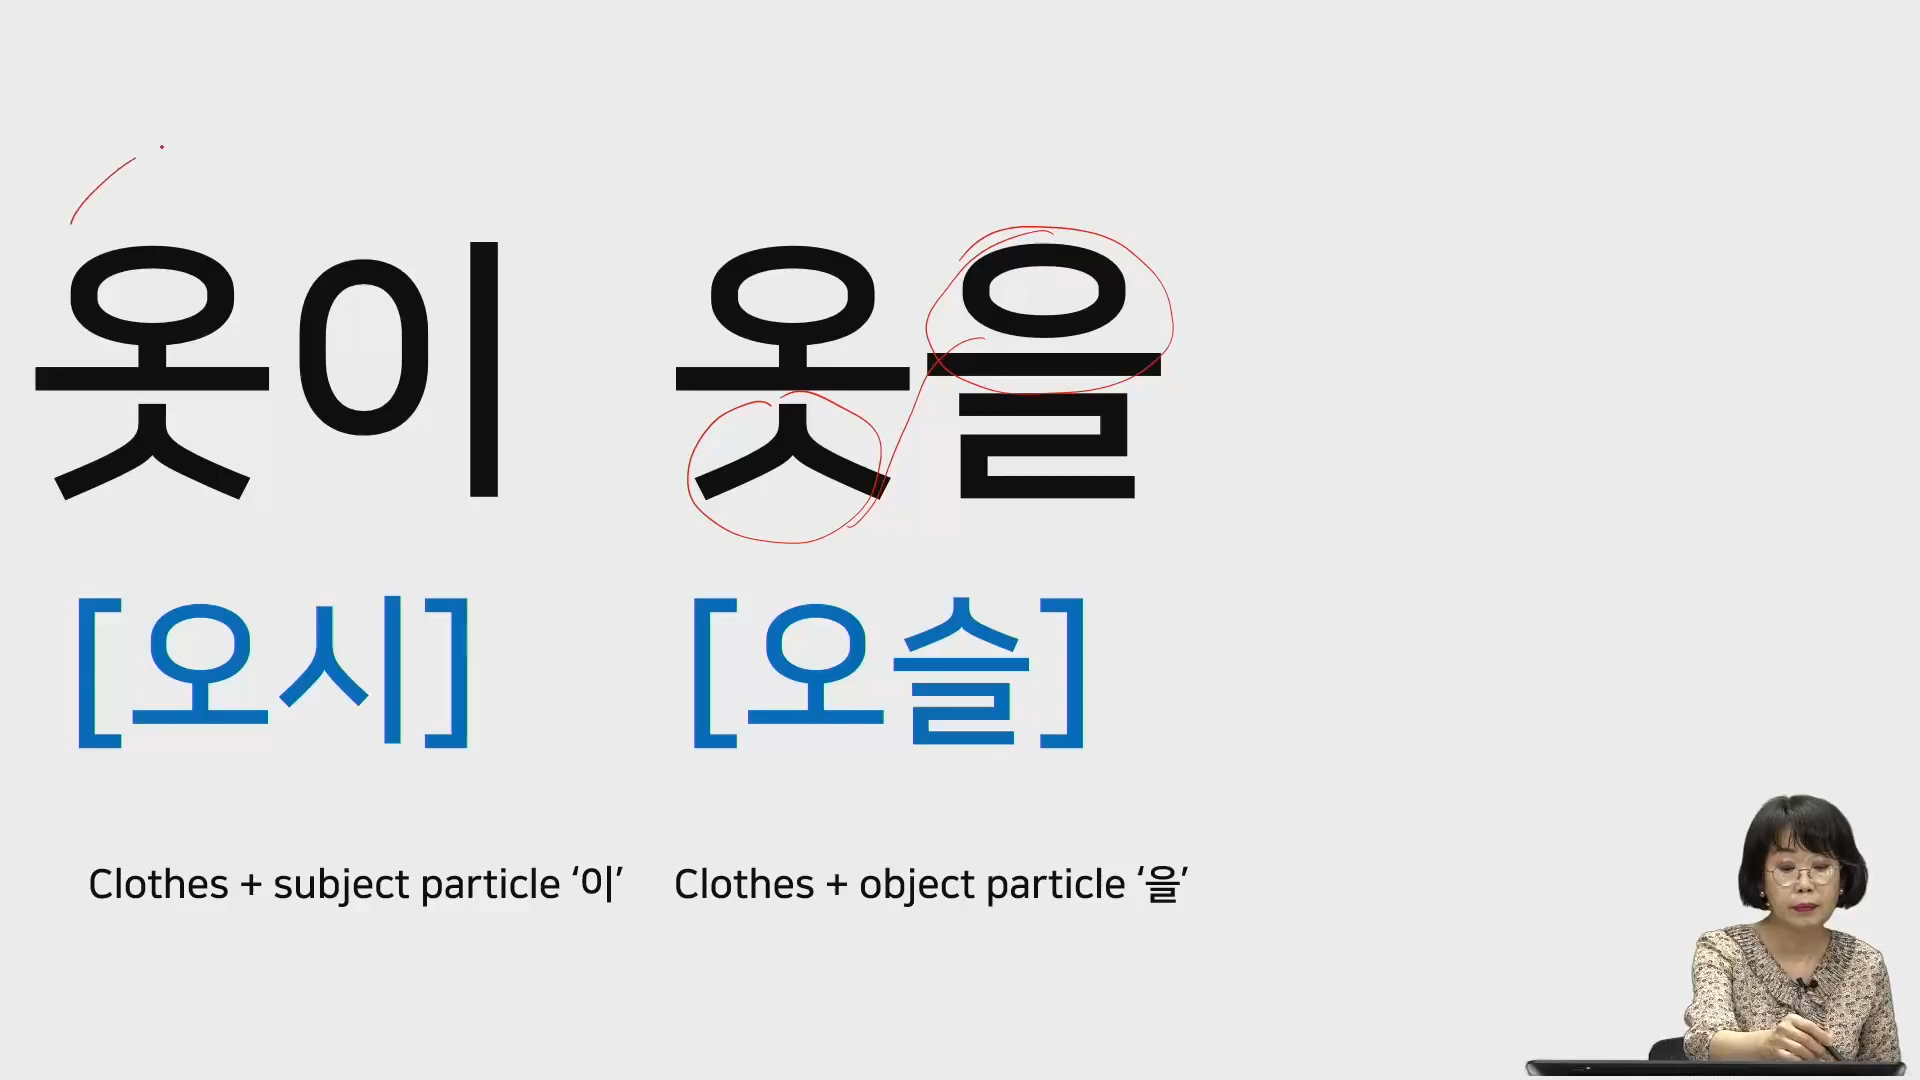 옷이 옷을
[오시] [오슬]
Clothes + subject particle ‘이’ Clothes + object particle ‘을’